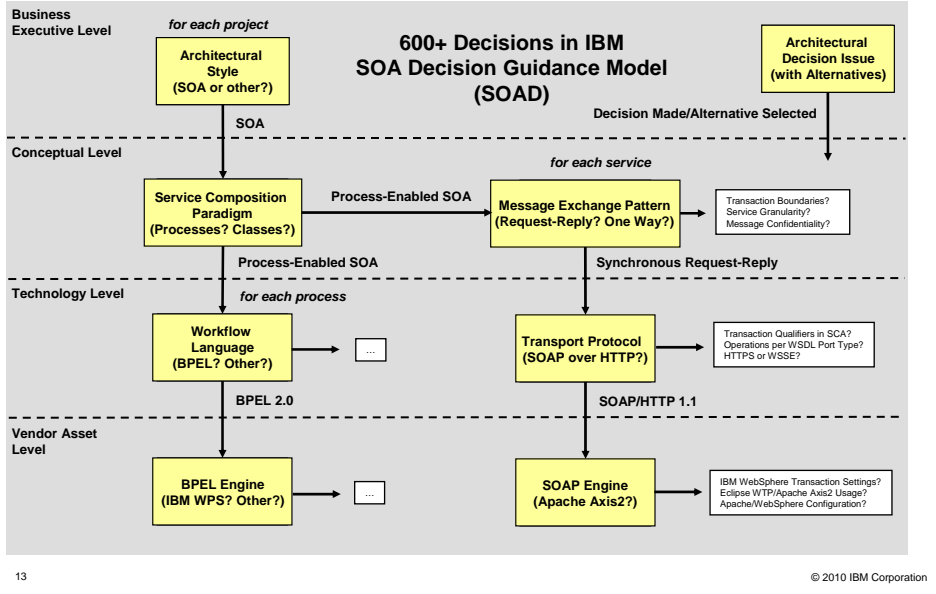 Business
Executive Level
for each project
600+ Decisions in IBM
SOA Decision Guidance Model
(SOAD)
Architectural
Style
(SOA or other?)
Architectural
Decision Issue
(with Alternatives)
Decision Made/Alternative Selected
SOA
Conceptual Level
for each service
Service Composition
Paradigm
(Processes? Classes?)
Process-Enabled SOA
Message Exchange Pattern
(Request-Reply? One Way?)
Transaction Boundaries?
Service Granularity?
Message Confidentiality?
Process-Enabled SOA
Synchronous Request-Reply
Technology Level
for each process
Workflow
Language
(BPEL? Other?)
...
Transport Protocol
(SOAP over HTTP?)
Transaction Qualifiers in SCA?
Operations per WSDL Port Type?
HTTPS or WSSE?
BPEL 2.0
SOAP/HTTP 1.1
Vendor Asset
Level
BPEL Engine
(IBM WPS? Other?)
...
SOAP Engine
(Apache Axis2?)
IBM WebSphere Transaction Settings?
Eclipse WTP/Apache Axis2 Usage?
Apache/WebSphere Configuration?
13
© 2010 IBM Corporation